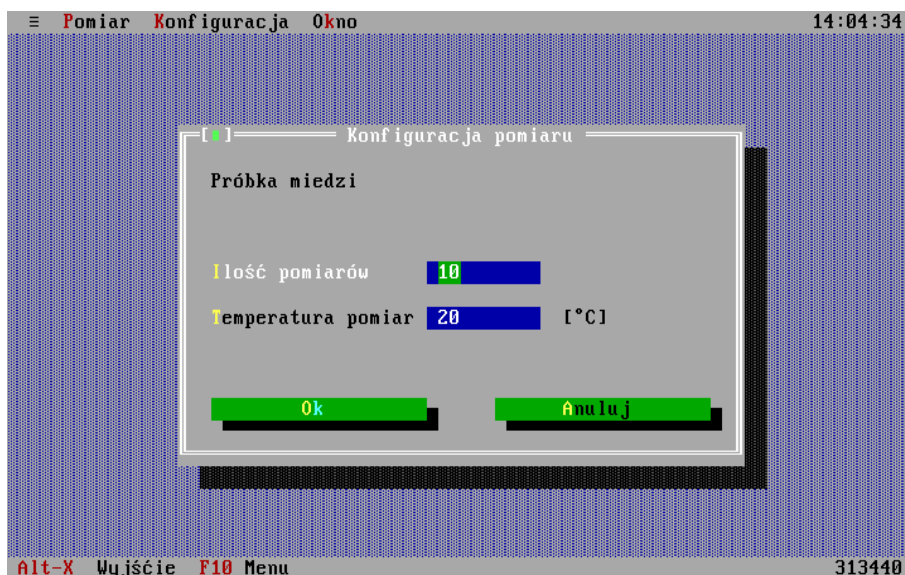 ≡ Pomiar Konfiguracja Okno 14:04:34
[■] Konfiguracja pomiaru
Próbka miedzi
Ilość pomiarów 10
Temperatura pomiar 20 [°C]
Ok Anuluj
Alt-X Wyjśćie F10 Menu 313440